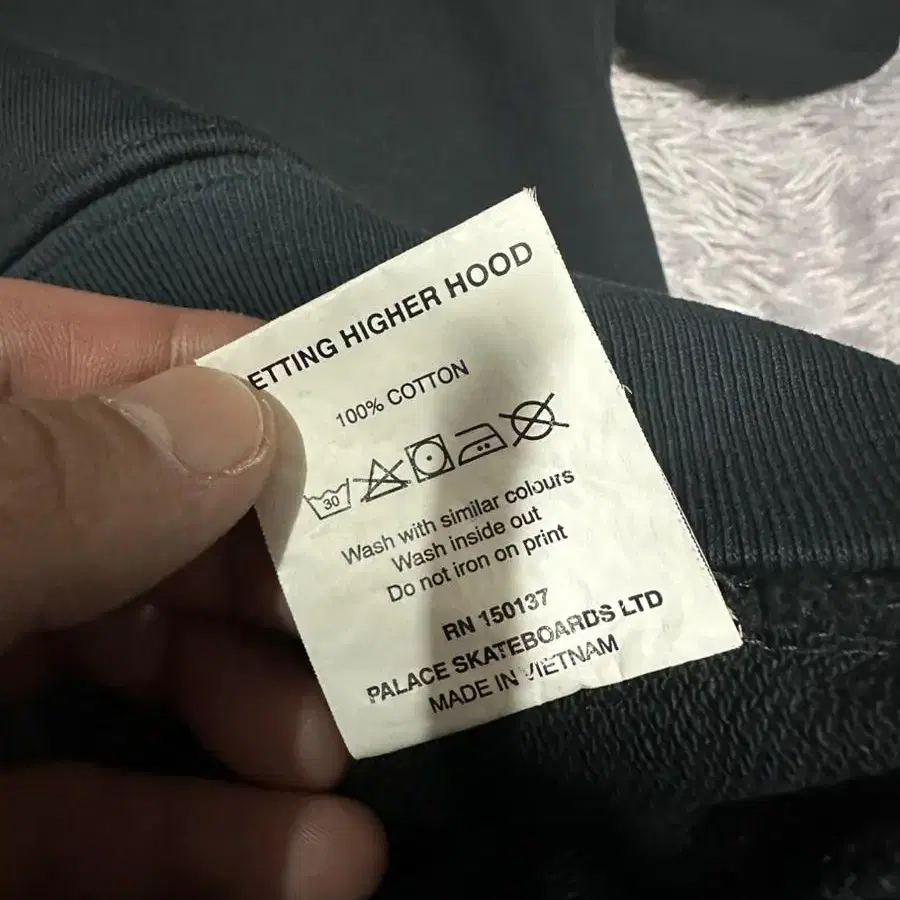 ETTING HIGHER HOOD
100% COTTON
30
Wash with similar colours
Wash inside out
Do not iron on print
RN 150137
PALACE SKATEBOARDS LTD
MADE IN VIETNAM